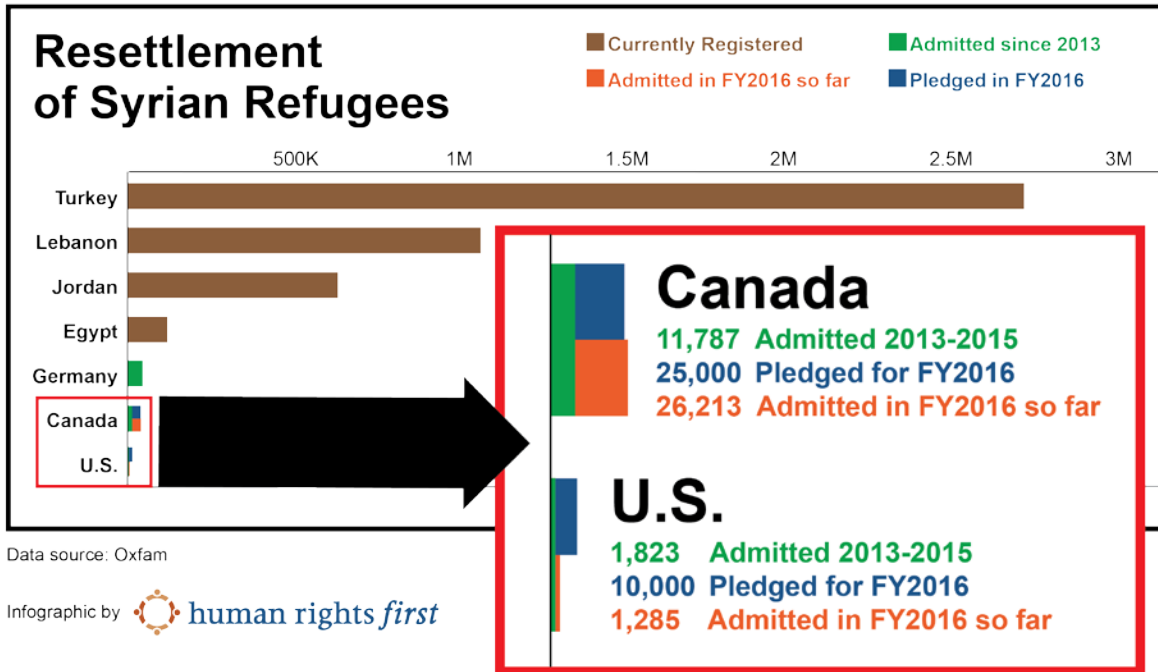 Resettlement
of Syrian Refugees
Currently Registered
Admitted since 2013
Admitted in FY2016 so far
Pledged in FY2016
500K 1M 1.5M 2M 2.5M 3M
Turkey
Lebanon
Jordan
Egypt
Germany
Canada
U.S.
Canada
11,787 Admitted 2013-2015
25,000 Pledged for FY2016
26,213 Admitted in FY2016 so far
U.S.
1,823 Admitted 2013-2015
10,000 Pledged for FY2016
1,285 Admitted in FY2016 so far
Data source: Oxfam
Infographic by human rights first